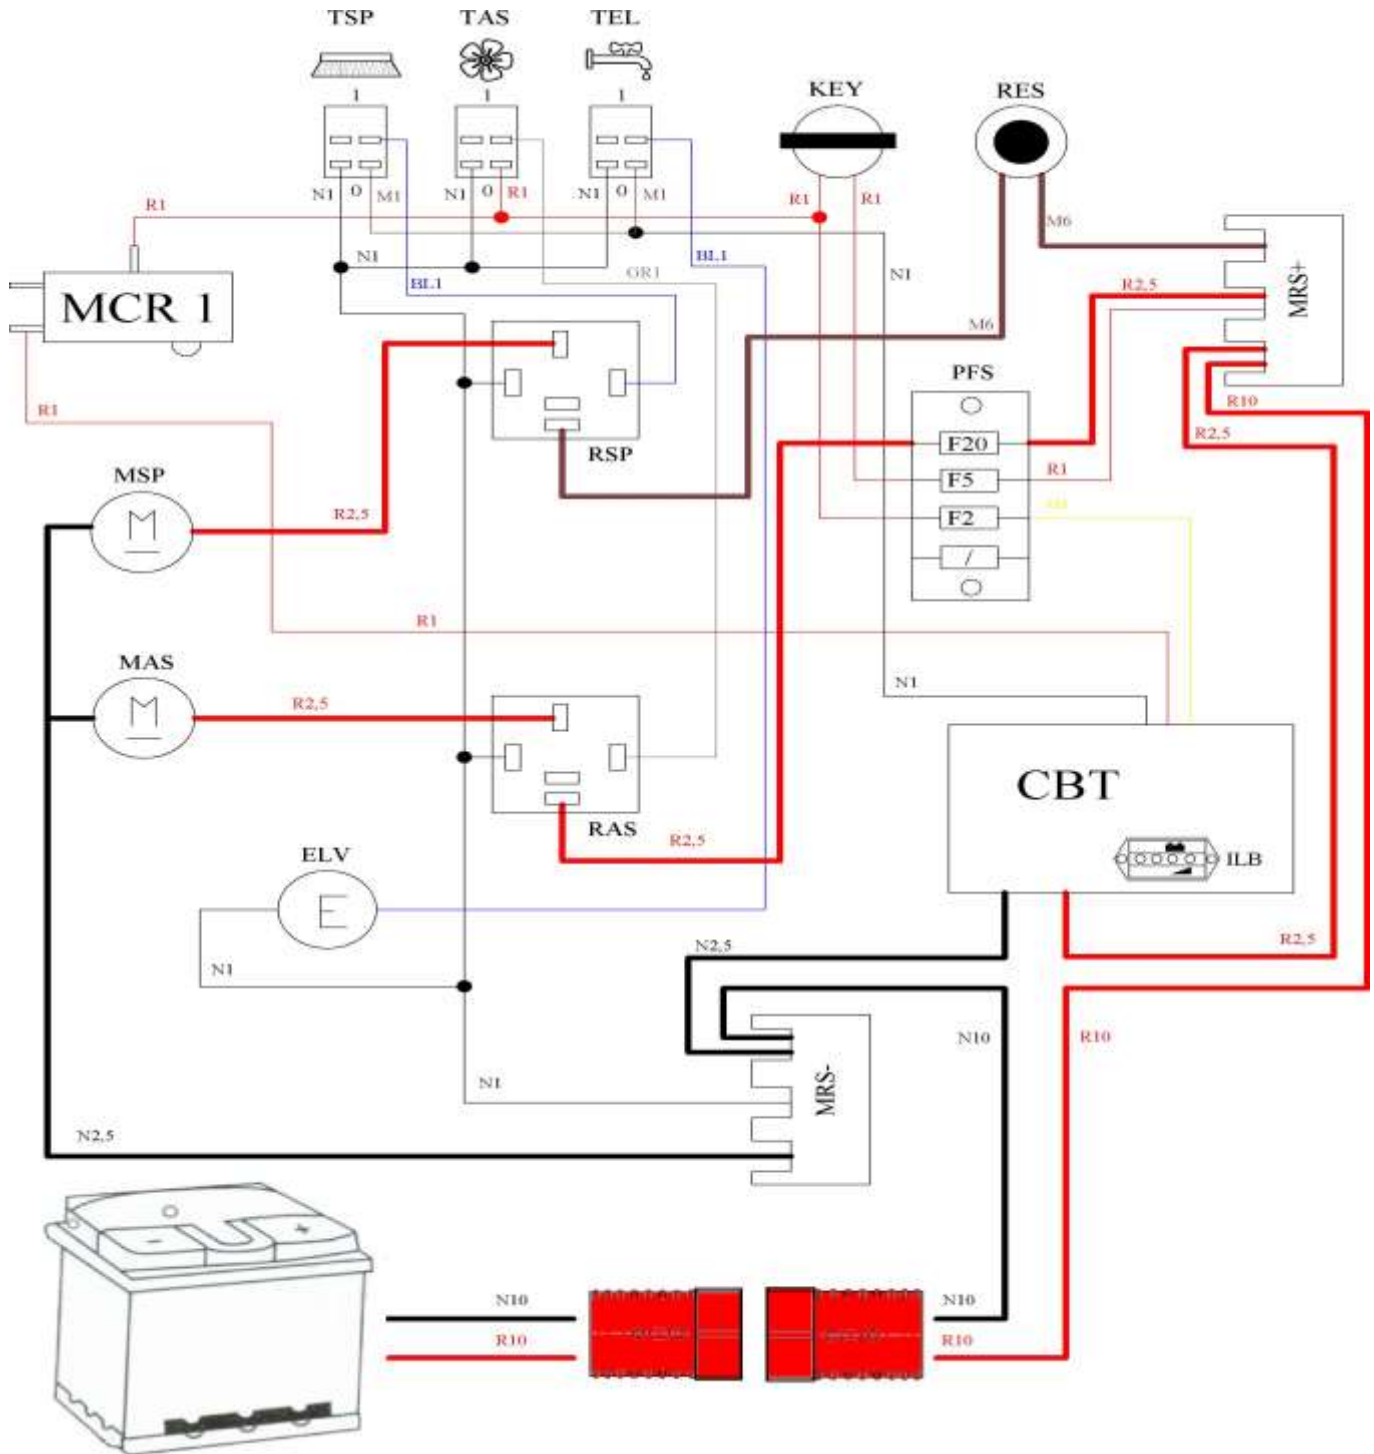 TSP TAS TEL
1 1 1
KEY RES
N1 0 M1 N1 0 R1 N1 0 M1
R1 R1 R1
M6
N1 BL1 GR1 BL1 N1
R2,5
MCR 1
MRS+
M6
PFS
R1
R10
R2,5
F20
RSP
MSP
F5 R1
R2,5
F2
M
/
R1
MAS
N1
R2,5
M
CBT
RAS
R2,5
ELV
ILB
E
N2,5 R2,5
N1
N10 R10
MRS-
N1
N2,5
- +
N10 N10
R10 R10